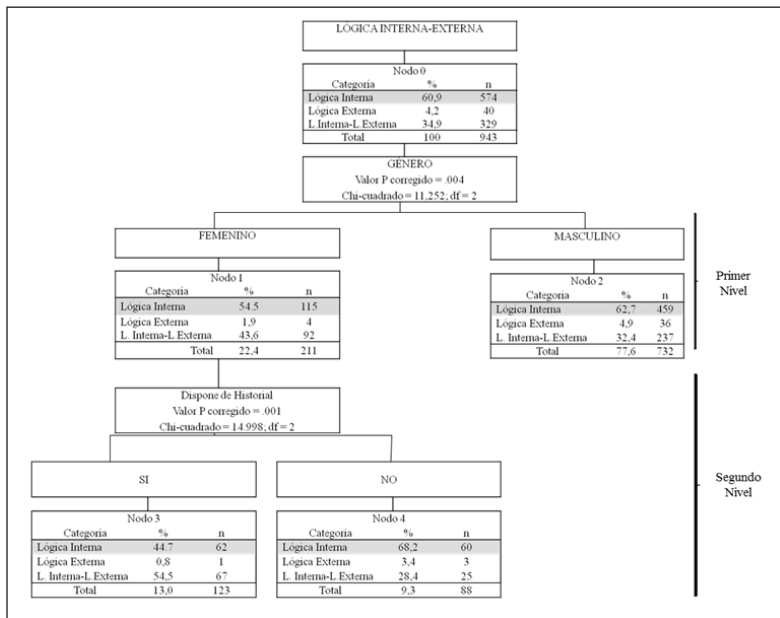 LÓGICA INTERNA-EXTERNA
Nodo 0
Categoria % n
Lógica Interna 60,9 574
Lógica Externa 4,2 40
L Interna-L Externa 34,9 329
Total 100 943
GÉNERO
Valor P corregido = .004
Chi-cuadrado = 11,252; df = 2
FEMENINO
MASCULINO
Nodo 1
Categoria % n
Lógica Interna 54.5 115
Lógica Externa 1,9 4
L. Interna-L Externa 43,6 92
Total 22,4 211
Nodo 2
Categoria % n
Lógica Interna 62,7 459
Lógica Externa 4,9 36
L. Interna-L Externa 32,4 237
Total 77,6 732
Primer
Nivel
Dispone de Historial
Valor P corregido = .001
Chi-cuadrado = 14.998; df = 2
SI
NO
Nodo 3
Categoria % n
Lógica Interna 44.7 62
Lógica Externa 0,8 1
L. Interna-L Externa 54,5 67
Total 13,0 123
Nodo 4
Categoria % n
Lógica Interna 68,2 60
Lógica Externa 3,4 3
L. Interna-L Externa 28,4 25
Total 9,3 88
Segundo
Nivel